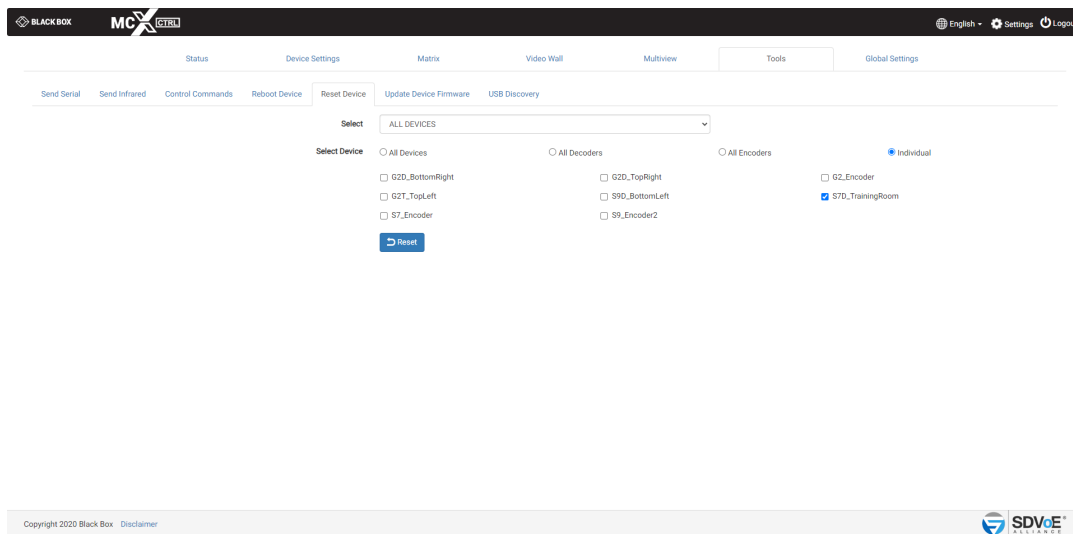 BLACK BOX MCX CTRL English Settings Logou
Status Device Settings Matrix Video Wall Multiview Tools Global Settings
Send Serial Send Infrared Control Commands Reboot Device Reset Device Update Device Firmware USB Discovery
Select ALL DEVICES
Select Device All Devices All Decoders All Encoders Individual
G2D_BottomRight G2D_TopRight G2_Encoder
G2T_TopLeft S9D_BottomLeft S7D_TrainingRoom
S7_Encoder S9_Encoder2
Reset
Copyright 2020 Black Box Disclaimer SDVoE
ALLIANCE